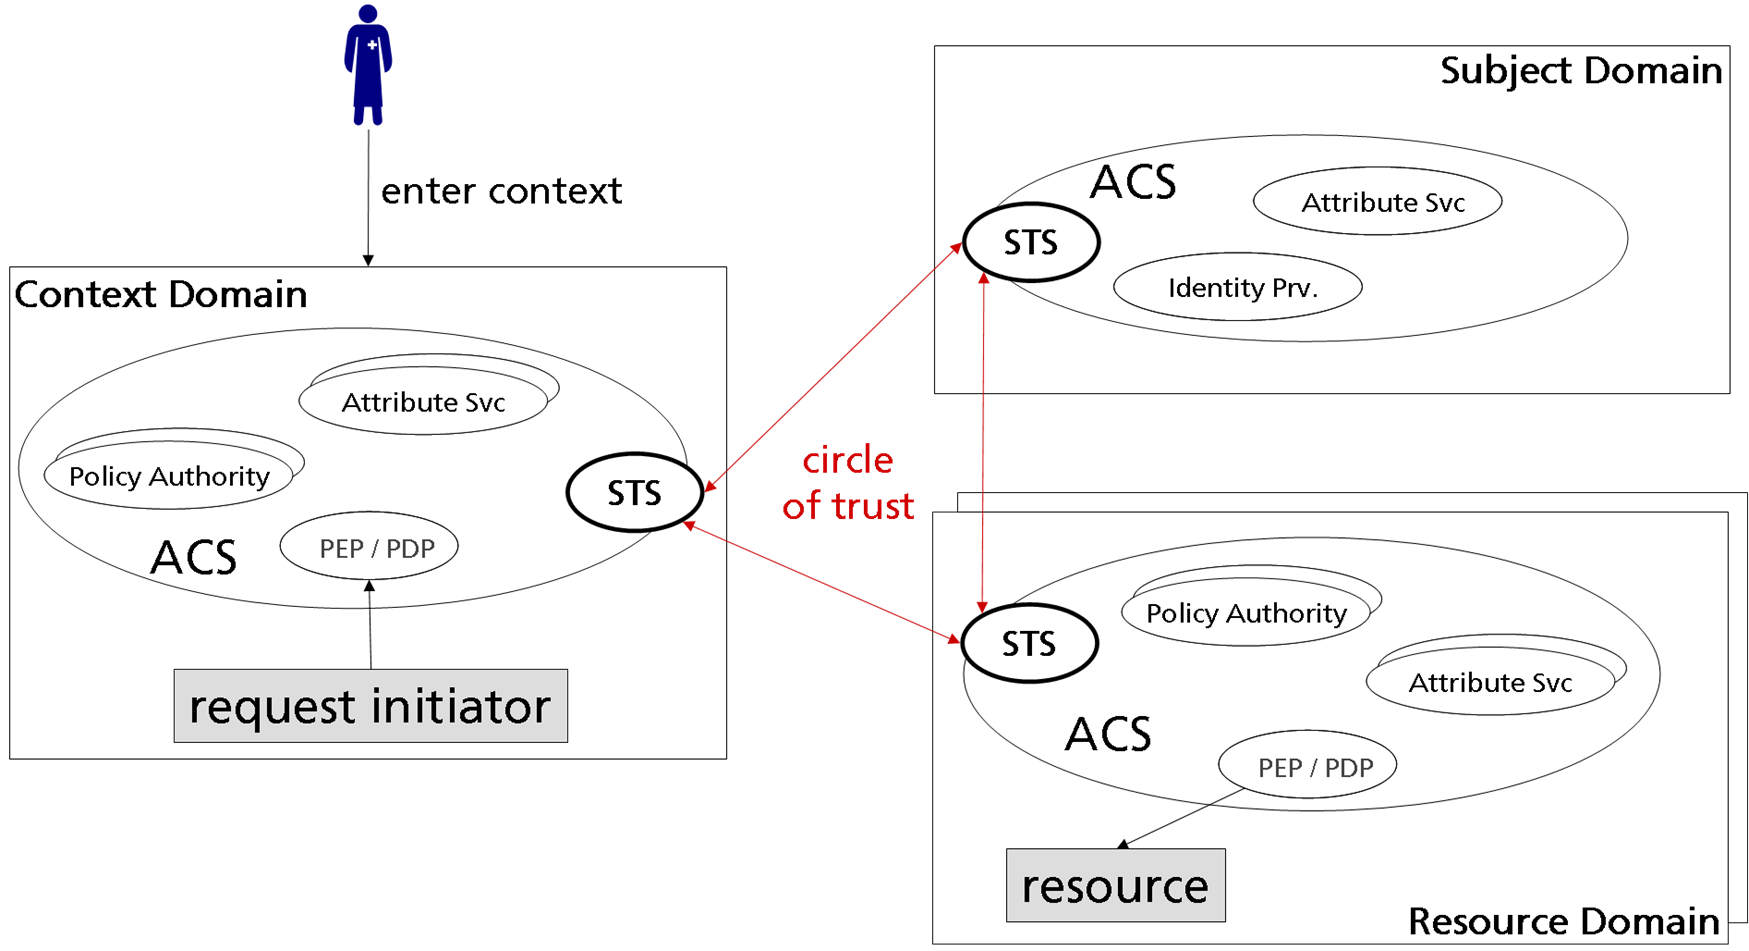 enter context
Context Domain
Attribute Svc
Policy Authority
STS
PEP / PDP
ACS
request initiator
circle
of trust
Subject Domain
ACS
Attribute Svc
STS
Identity Prv.
Policy Authority
STS
Attribute Svc
ACS
PEP / PDP
resource
Resource Domain